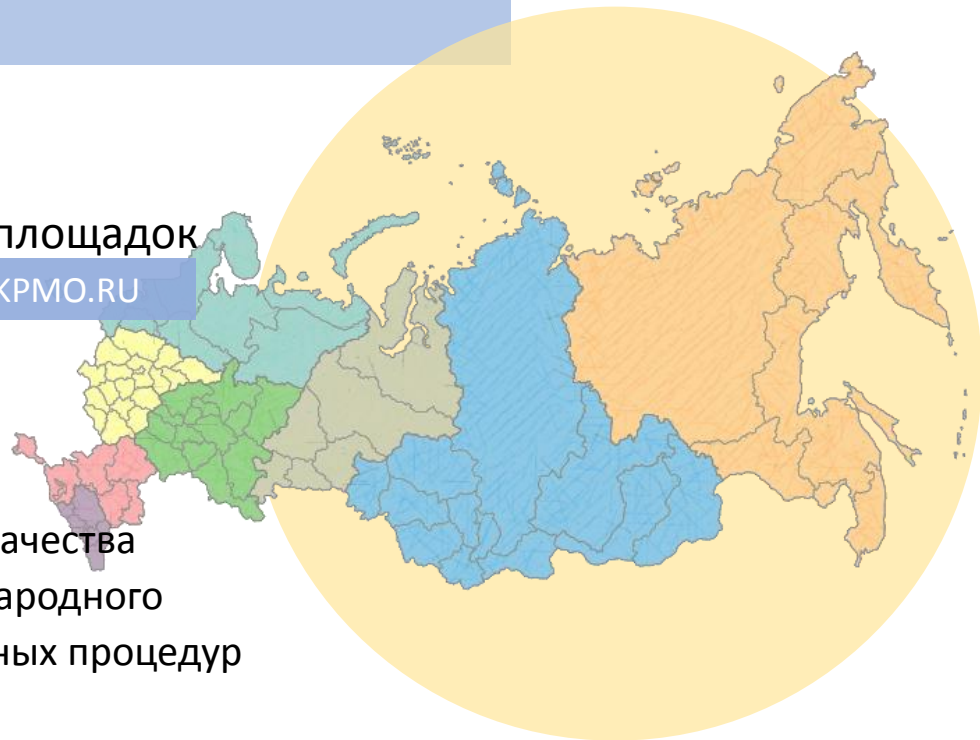 площадок
KPMO.RU
ачества
ародного
ных процедур